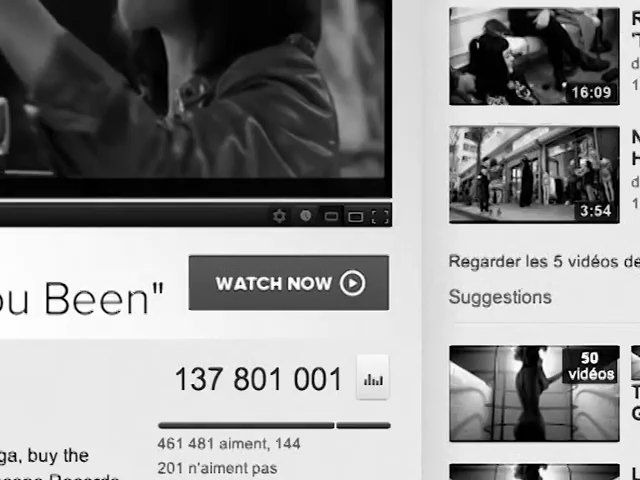 16:09
3:54
Regarder les 5 vidéos de
Suggestions
ou Been"
WATCH NOW
50
vidéos
137 801 001
461 481 aiment, 144
201 n'aiment pas
ga, buy the